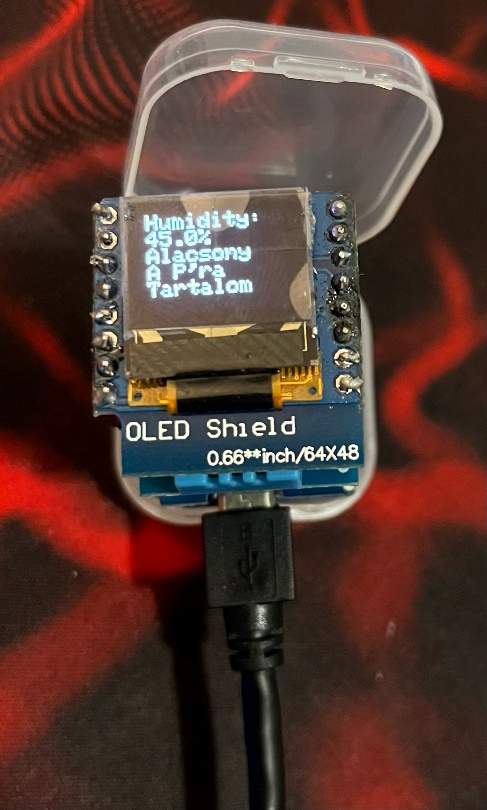 Humidity:
45.0%
Alacsony
A P'ra
Tartalom
OLED Shield
0.66**inch/64X48